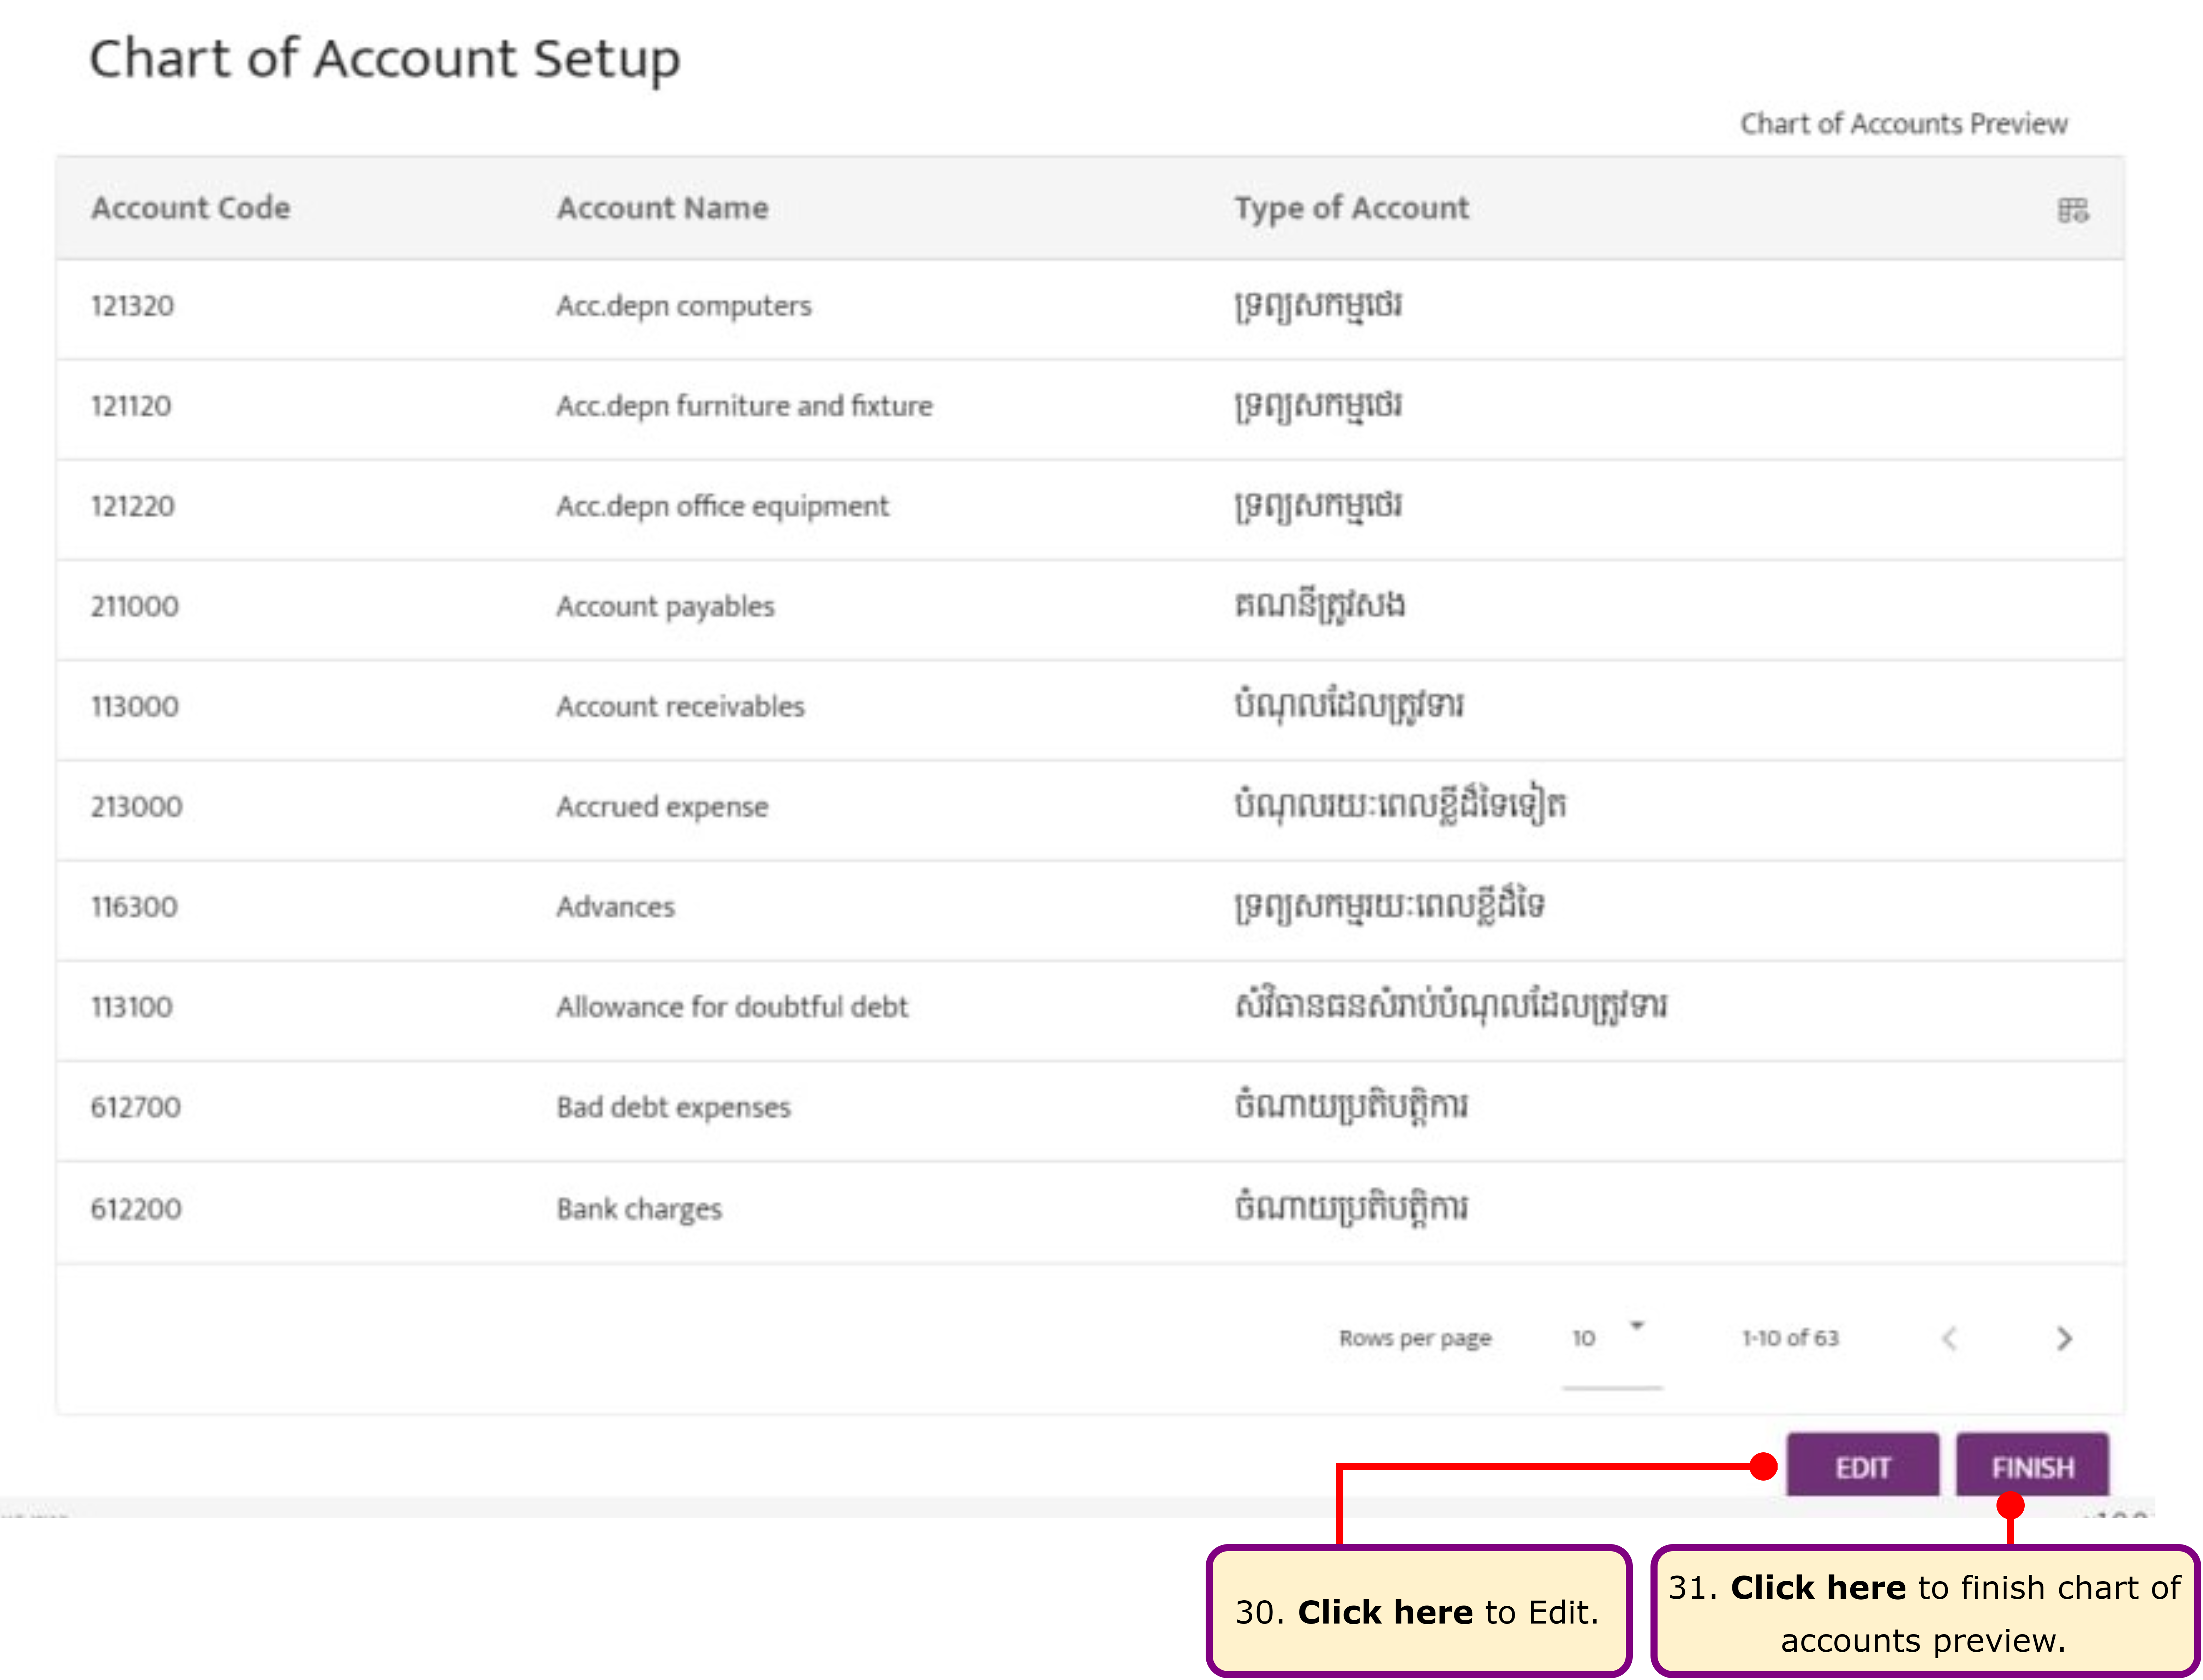 Chart of Account Setup
Chart of Accounts Preview
Account Code Account Name Type of Account
121320 Acc.depn computers ទ្រព្យសកម្មថេរ
121120 Acc.depn furniture and fixture ទ្រព្យសកម្មថេរ
121220 Acc.depn office equipment ទ្រព្យសកម្មថេរ
211000 Account payables គណនីត្រូវសង
113000 Account receivables បំណុលដែលត្រូវទារ
213000 Accrued expense បំណុលរយៈពេលខ្លីដ៏ទៃទៀត
116300 Advances ទ្រព្យសកម្មរយៈពេលខ្លីដ៏ទៃ
113100 Allowance for doubtful debt សំវិធានធនសំរាប់បំណុលដែលត្រូវទារ
612700 Bad debt expenses ចំណាយប្រតិបត្តិការ
612200 Bank charges ចំណាយប្រតិបត្តិការ
Rows per page 10 1-10 of 63
EDIT FINISH
30. Click here to Edit.
31. Click here to finish chart of
accounts preview.